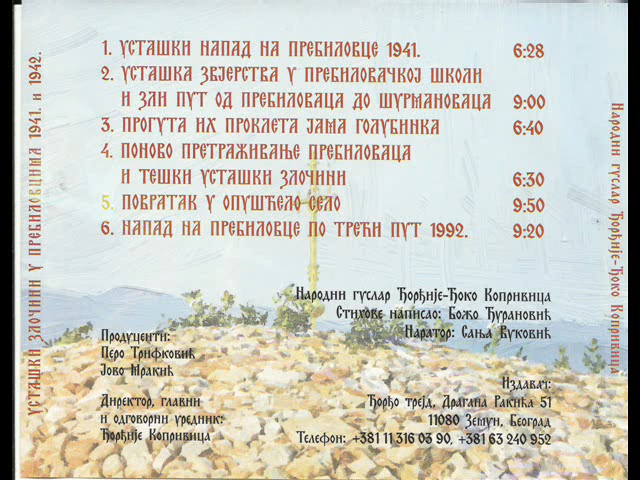 УСТАШКИ ЗЛОЧИНИ У ПРЕБИЛОВЦИМА 1941. И 1942.
1. УСТАШКИ НАПАД НА ПРЕБИЛОВЦЕ 1941. 6:28
2. УСТАШКА ЗВЈЕРСТВА У ПРЕБИЛОВАЧКОЈ ШКОЛИ
И ЗЛИ ПУТ ОД ПРЕБИЛОВАЦА ДО ШУРМАНОВАЦА 9:00
3. ПРОГУТА ИХ ПРОКЛЕТА ЈАМА ГОЛУБИНКА 6:40
4. ПОНОВО ПРЕТРАЖИВАЊЕ ПРЕБИЛОВАЦА
И ТЕШКИ УСТАШКИ ЗЛОЧИНИ 6:30
5. ПОВРАТАК У ОПУШЋЕЛО СЕЛО 9:50
6. НАПАД НА ПРЕБИЛОВЦЕ ПО ТРЕЋИ ПУТ 1992. 9:20
Народни гуслар Ђорђије-Ђоко Копривица
Стихове написао: Божо Ђурановић
Наратор: Сања Вуковић
Продуценти:
Перо Трифковић
Јово Мракић
Директор, главни
и одговорни уредник:
Ђорђије Копривица
Издавач:
Ђорђо трејд, Драгана Ракића 51
11080 Земун, Београд
Телефон: +381 11 316 03 90, +381 63 240 952
Народни гуслар Ђорђије-Ђоко Копривица